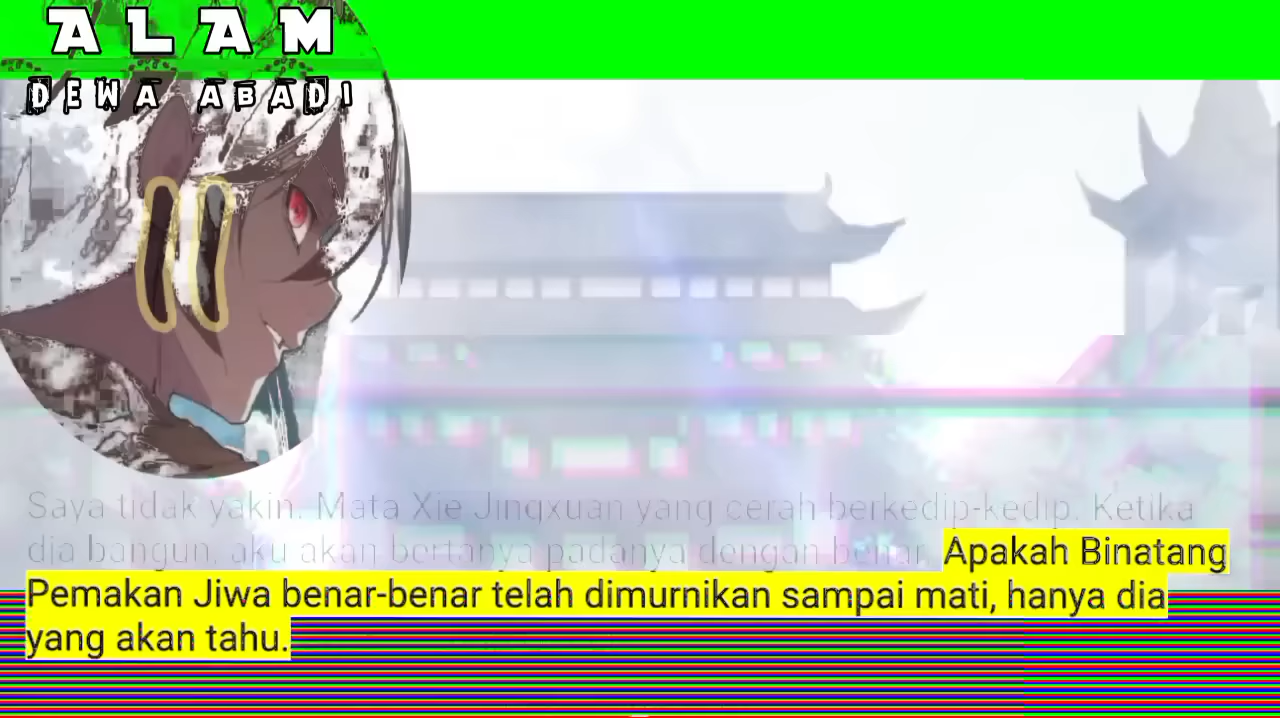 ALAM
DEWA ABADI
Saya tidak yakin. Mata Xie Jingxuan yang cerah berkedip-kedip. Ketika
dia bangun, aku akan bertanya padanya dengan benar. Apakah Binatang
Pemakan Jiwa benar-benar telah dimurnikan sampai mati, hanya dia
yang akan tahu.